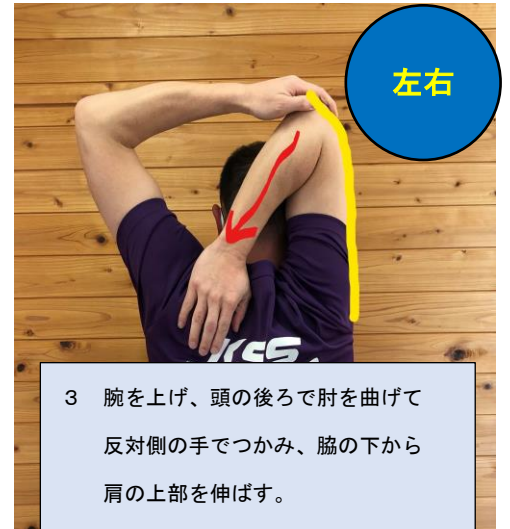 左右
3 腕を上げ、頭の後ろで肘を曲げて
反対側の手でつかみ、脇の下から
肩の上部を伸ばす。